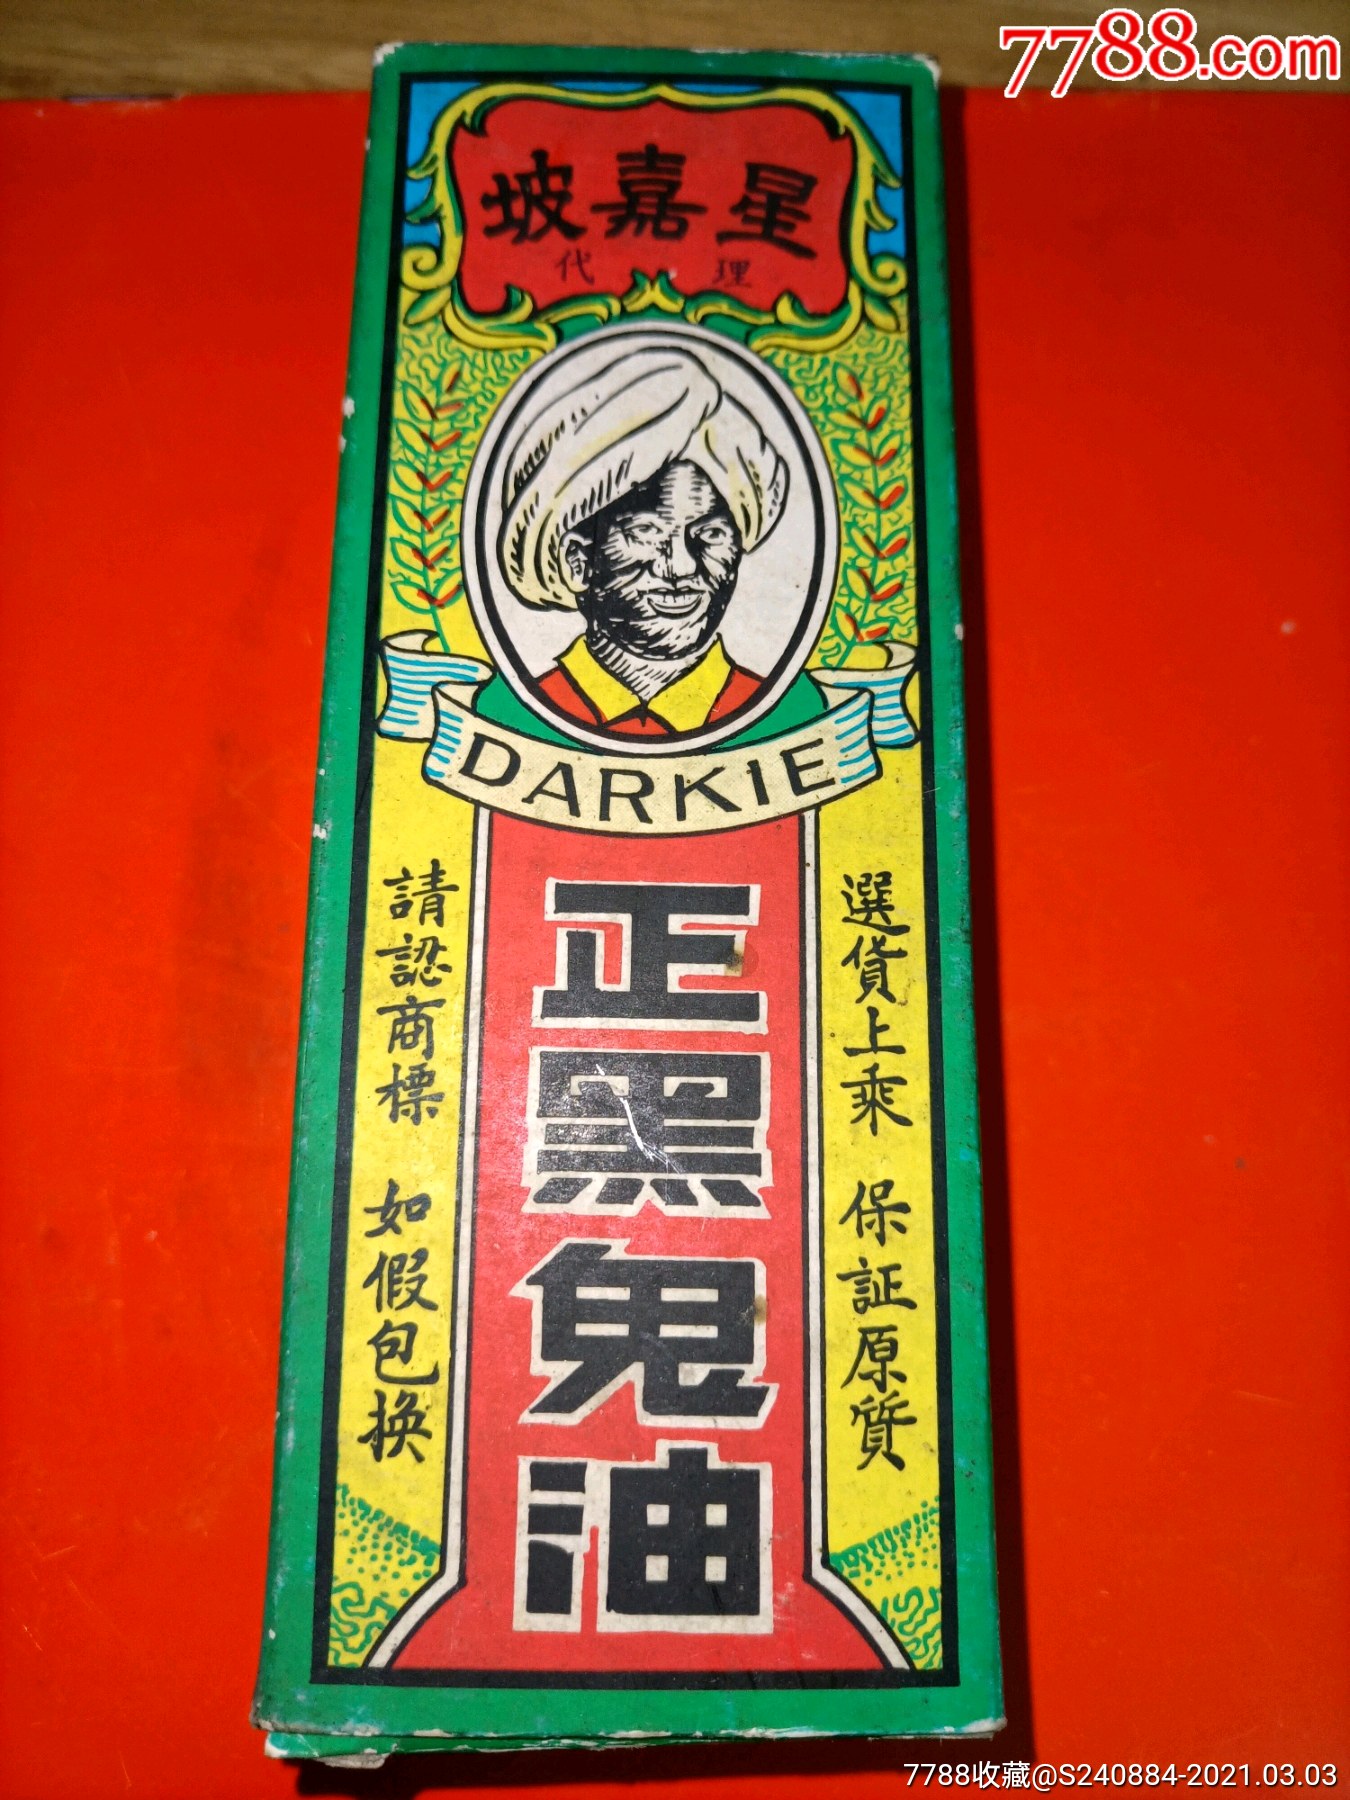 7788.com
星嘉坡
代理
DARKIE
正黑鬼油
選貨上乘 保証原質
請認商標 如假包换
7788收藏@S240884-2021.03.03